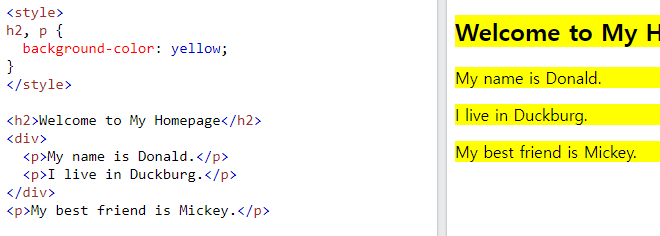 <style>
h2, p {
  background-color: yellow;
}
</style>

<h2>Welcome to My Homepage</h2>
<div>
  <p>My name is Donald.</p>
  <p>I live in Duckburg.</p>
</div>
<p>My best friend is Mickey.</p>
Welcome to My H
My name is Donald.
I live in Duckburg.
My best friend is Mickey.